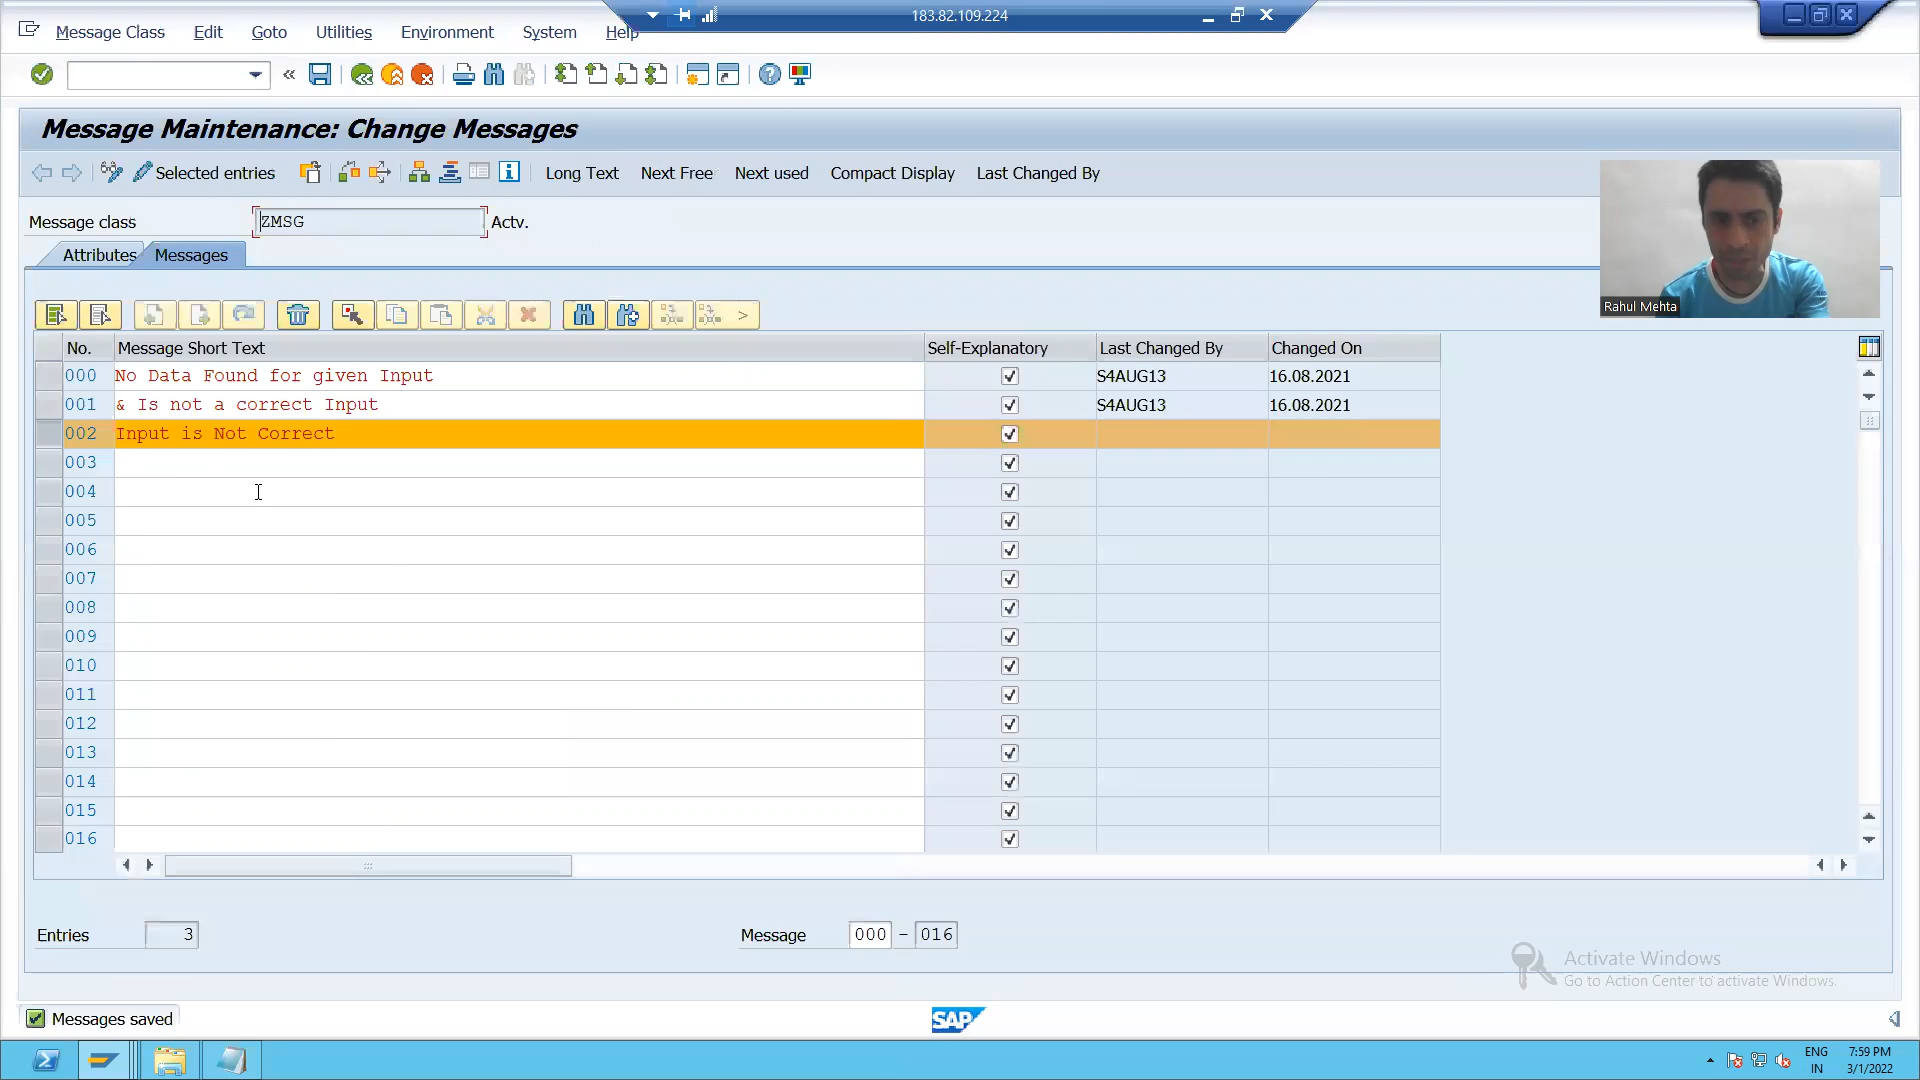 183.82.109.224
Message Class Edit Goto Utilities Environment System Help
Message Maintenance: Change Messages
Selected entries Long Text Next Free Next used Compact Display Last Changed By
Message class ZMSG Actv.
Attributes Messages
Rahul Mehta
No. Message Short Text Self-Explanatory Last Changed By Changed On
000 No Data Found for given Input S4AUG13 16.08.2021
001 & Is not a correct Input S4AUG13 16.08.2021
002 Input is Not Correct
003
004
005
006
007
008
009
010
011
012
013
014
015
016
Entries 3 Message 000 - 016
Activate Windows
Go to Action Center to activate Windows.
Messages saved
SAP
ENG 7:59 PM
IN 3/1/2022